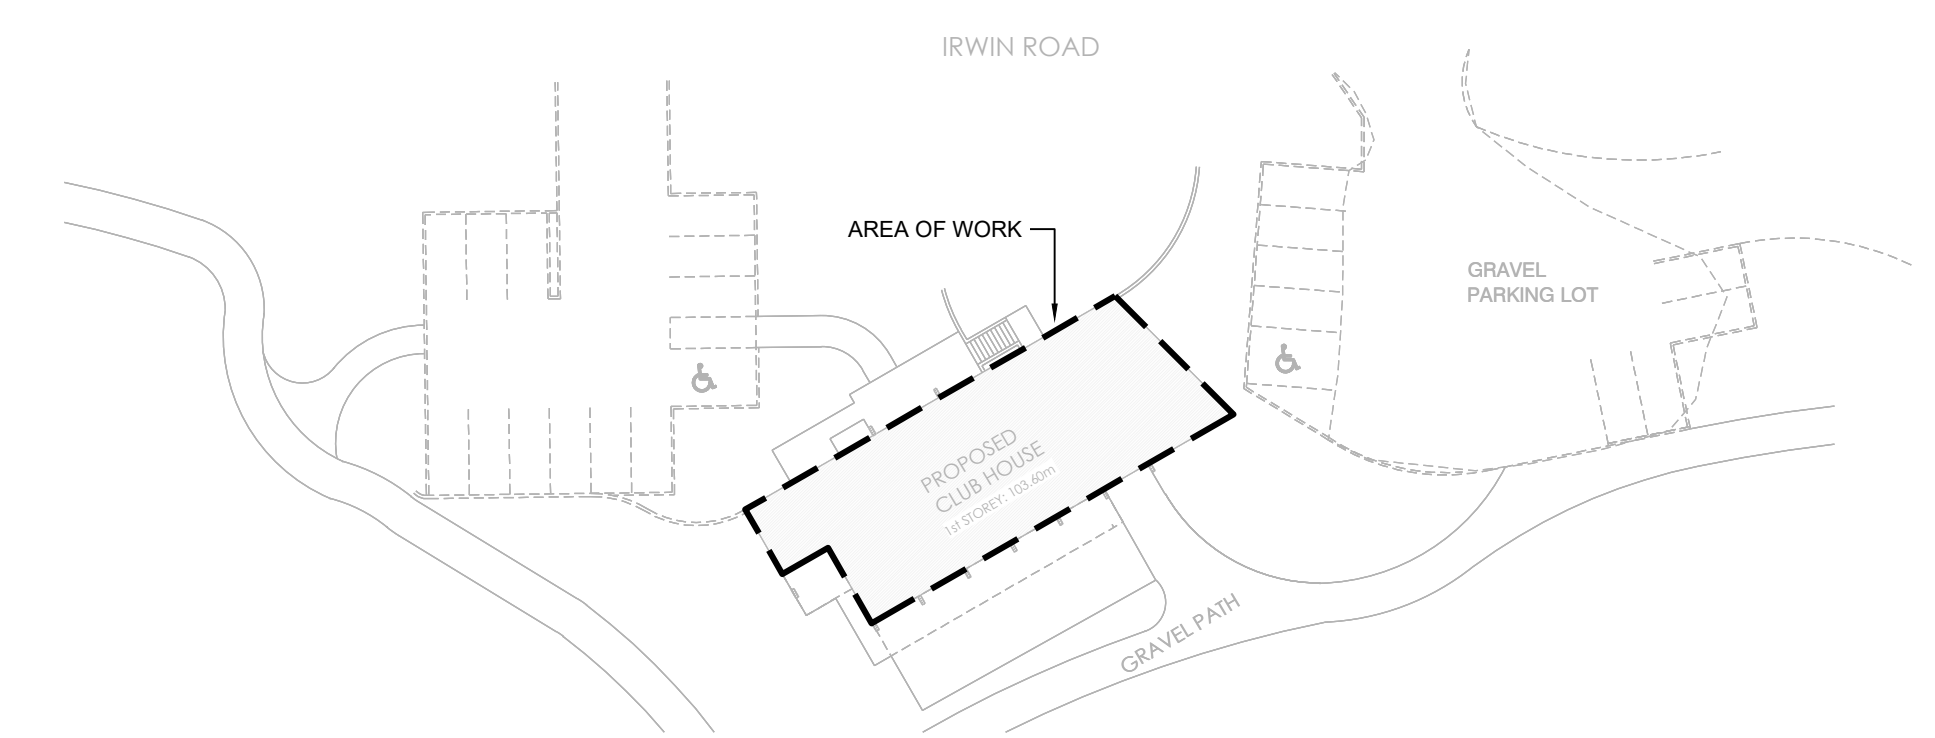 IRWIN ROAD
AREA OF WORK
GRAVEL
PARKING LOT
PROPOSED
CLUB HOUSE
1st STOREY: 103.60m
GRAVEL PATH